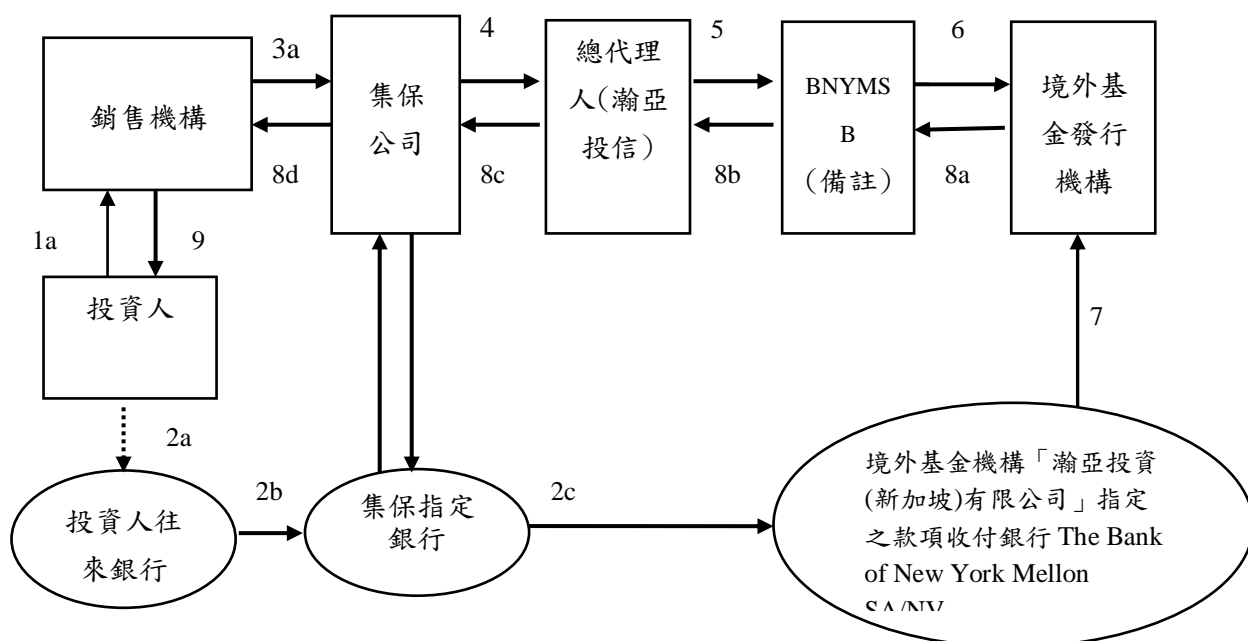 3a
4
5
6
銷售機構
集保
公司
總代理
人(瀚亞
投信)
BNYMS
B
(備註)
境外基
金發行
機構
8d
8c
8b
8a
1a
9
投資人
7
2a
投資人往
來銀行
2b
集保指定
銀行
2c
境外基金機構「瀚亞投資
(新加坡)有限公司」指定
之款項收付銀行 The Bank
of New York Mellon
SA/NV